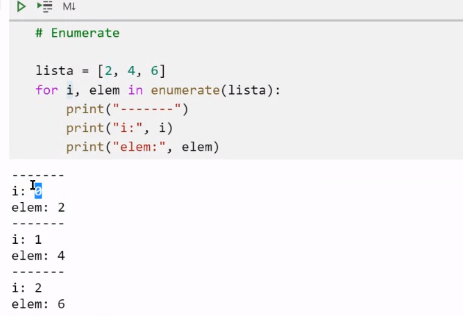 M↓
# Enumerate
lista = [2, 4, 6]
for i, elem in enumerate(lista):
    print("-------")
    print("i:", i)
    print("elem:", elem)
-------
i: 0
elem: 2
-------
i: 1
elem: 4
-------
i: 2
elem: 6